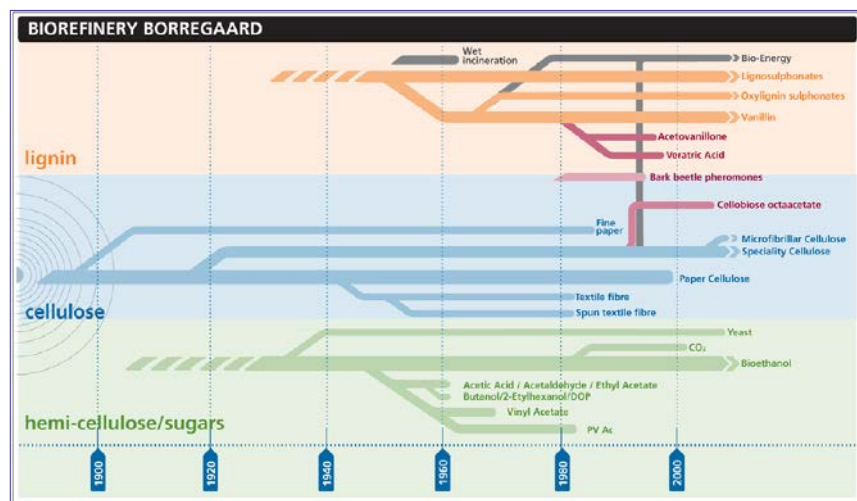 BIOREFINERY BORREGAARD
Wet
incineration
Bio-Energy
Lignosulphonates
Oxylignin sulphonates
Vanillin
Acetovanillone
Veratric Acid
lignin
Bark beetle pheromones
Cellobiose octaacetate
Fine
paper
Microfibrillar Cellulose
Speciality Cellulose
Paper Cellulose
Textile fibre
cellulose
Spun textile fibre
Yeast
CO₂
Bioethanol
Acetic Acid / Acetaldehyde / Ethyl Acetate
Butanol/2-Etylhexanol/DOP
Vinyl Acetate
hemi-cellulose/sugars
PV Ac
1900
1920
1940
1960
1980
2000